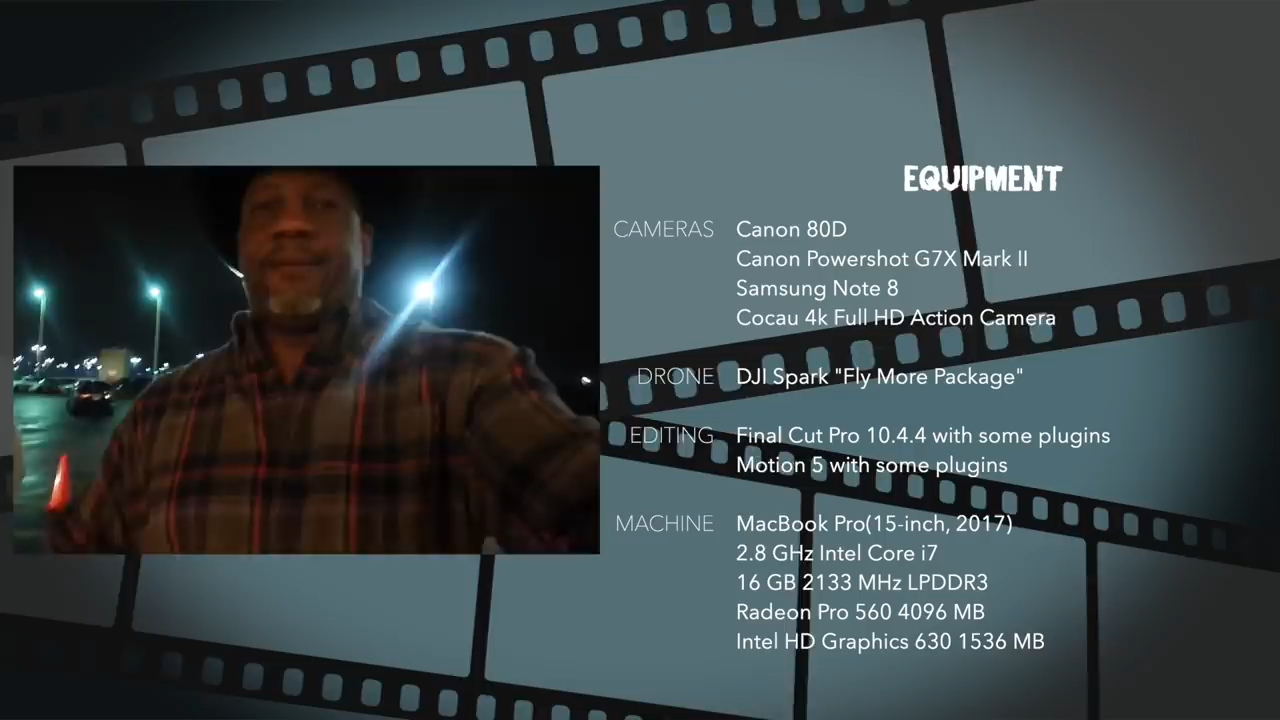 EQUIPMENT
CAMERAS Canon 80D
Canon Powershot G7X Mark II
Samsung Note 8
Cocau 4k Full HD Action Camera
DRONE DJI Spark "Fly More Package"
EDITING Final Cut Pro 10.4.4 with some plugins
Motion 5 with some plugins
MACHINE MacBook Pro(15-inch, 2017)
2.8 GHz Intel Core i7
16 GB 2133 MHz LPDDR3
Radeon Pro 560 4096 MB
Intel HD Graphics 630 1536 MB